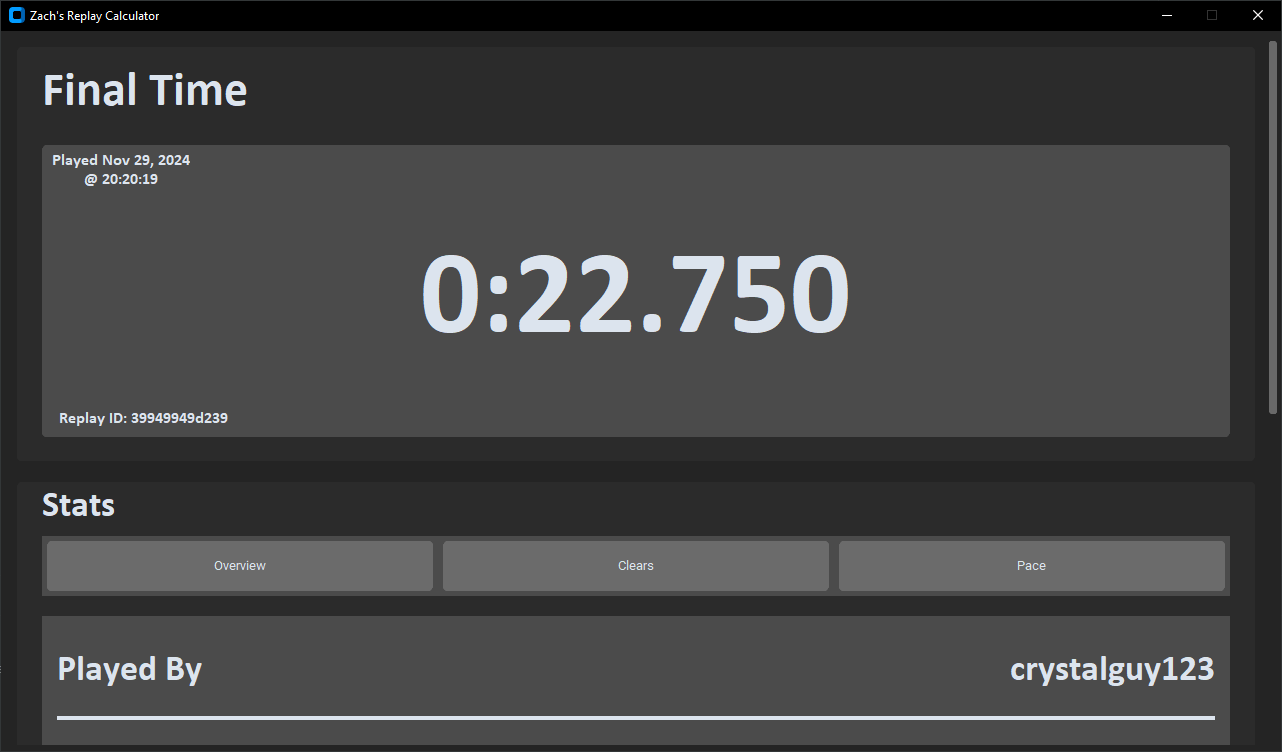 Zach's Replay Calculator
Final Time
Played Nov 29, 2024
@ 20:20:19
0:22.750
Replay ID: 39949949d239
Stats
Overview
Clears
Pace
Played By
crystalguy123